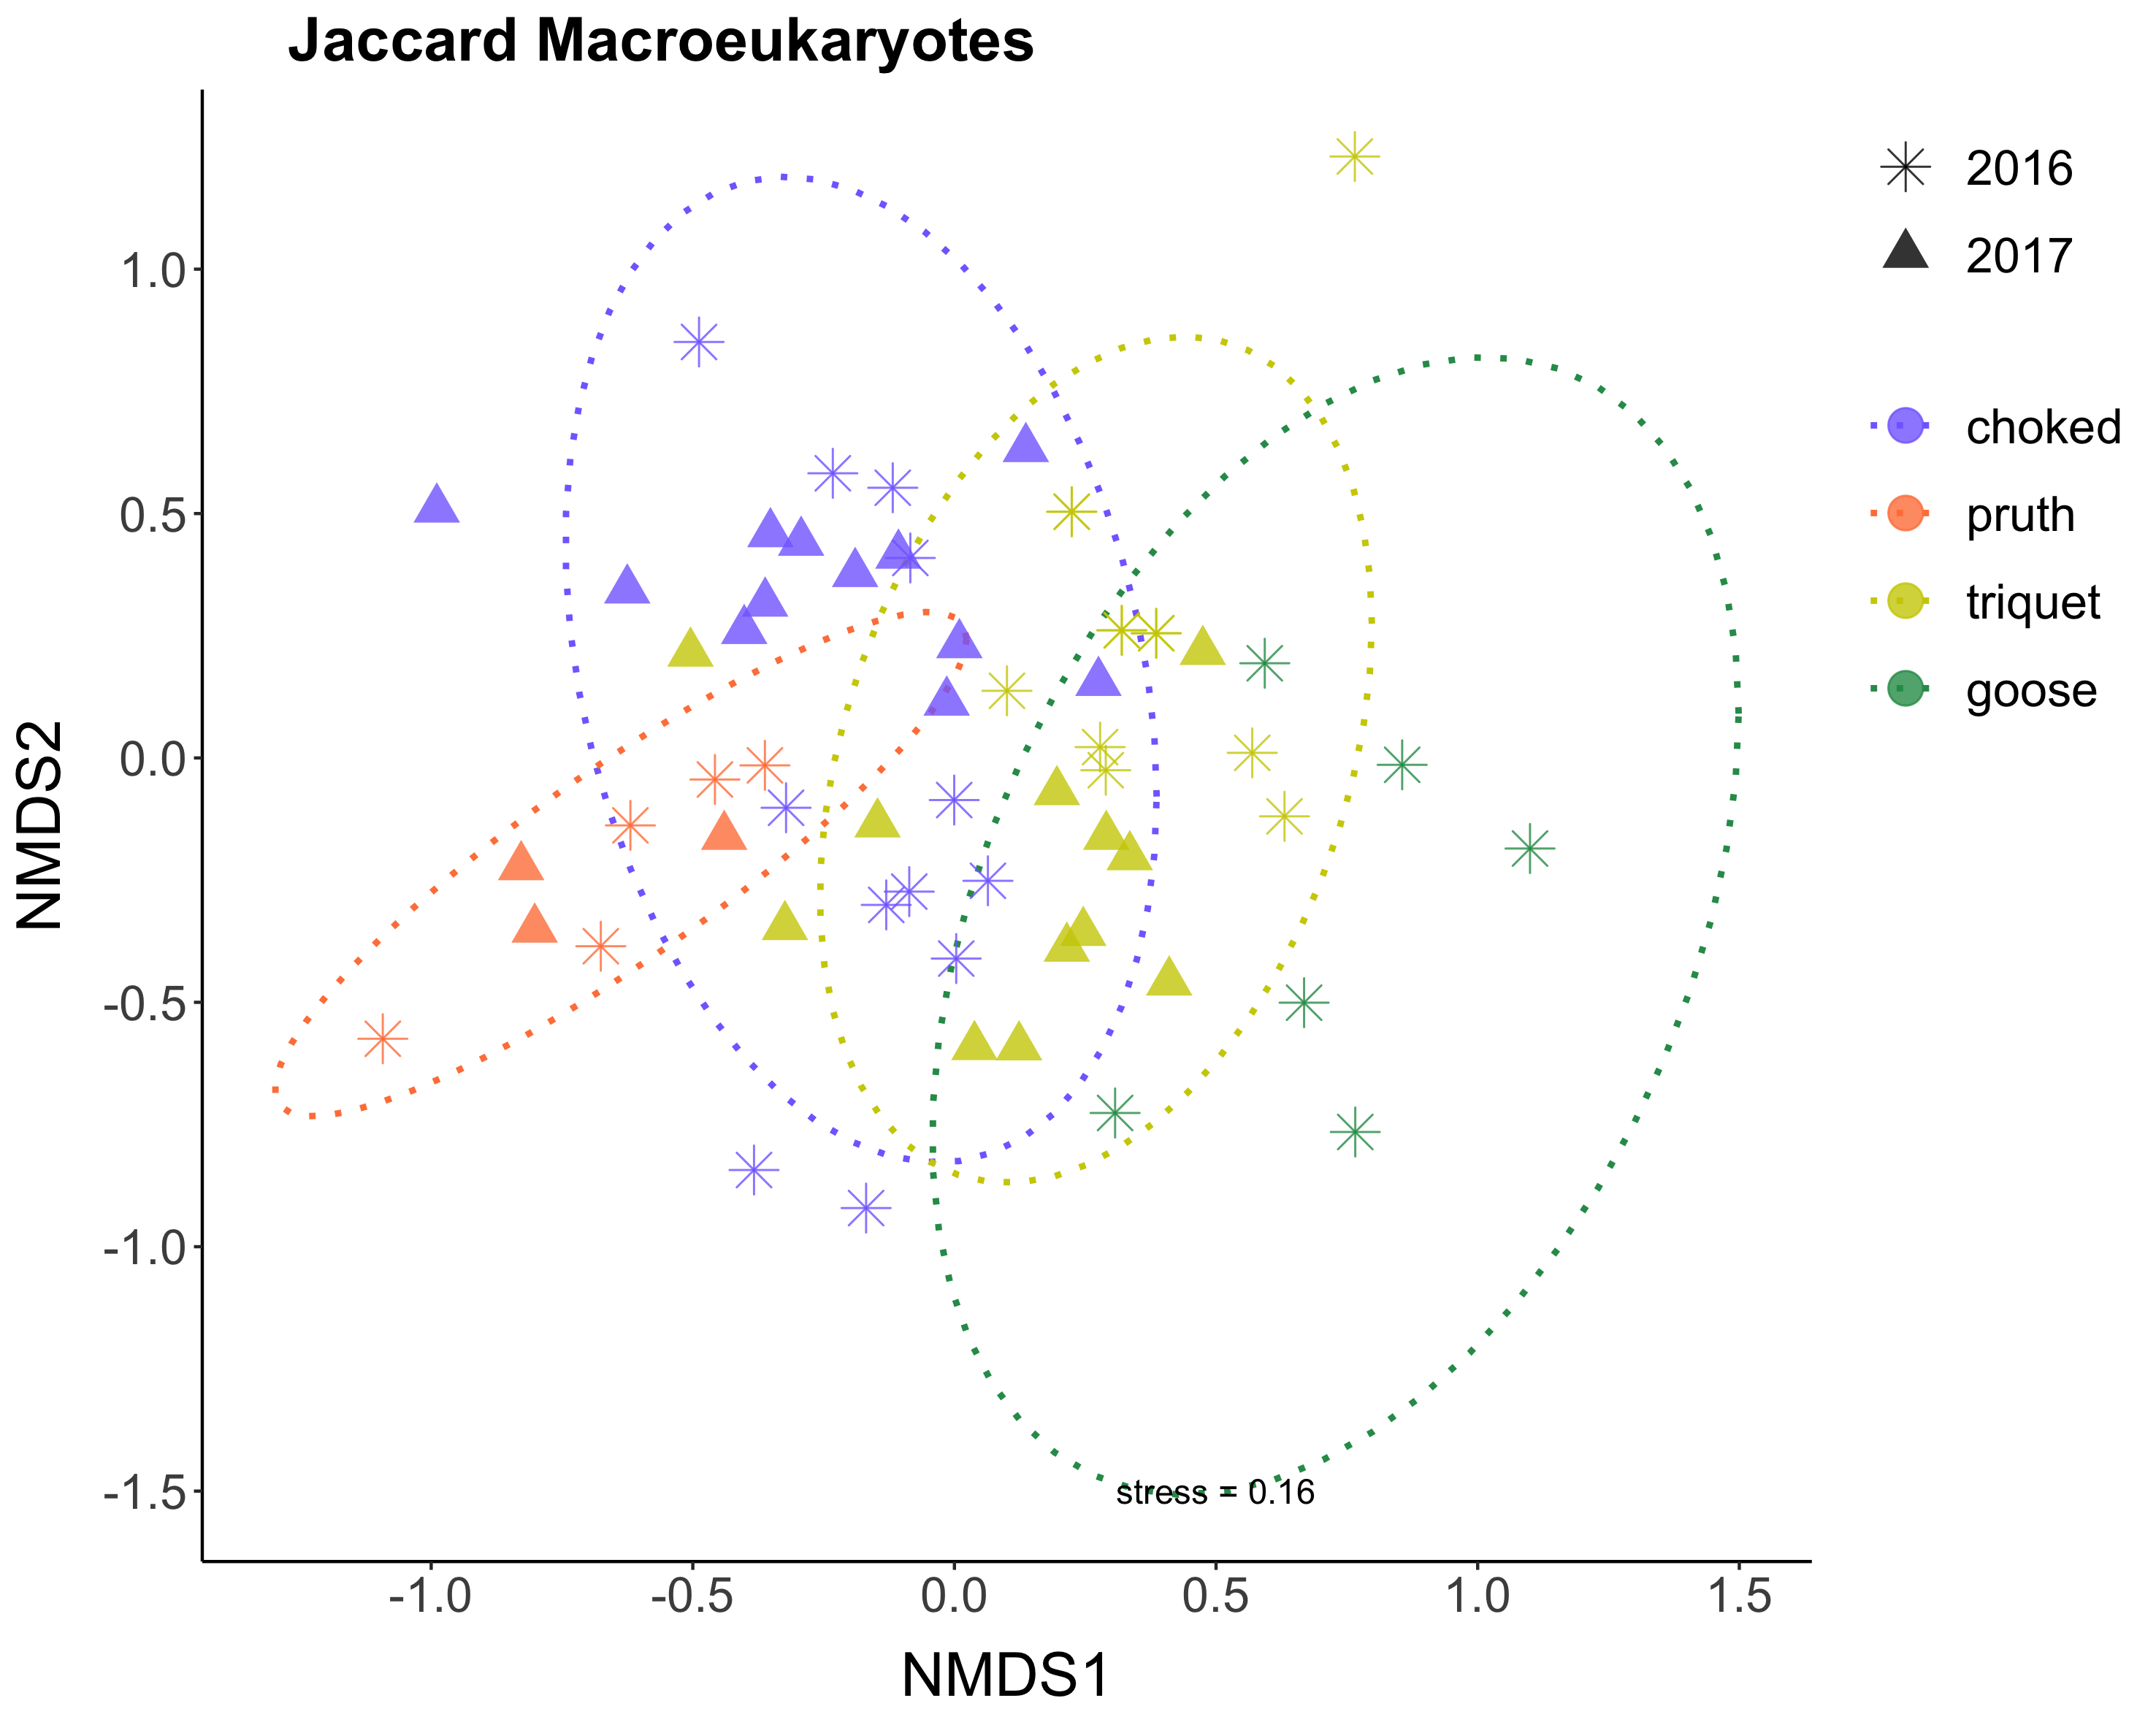 Jaccard Macroeukaryotes
2016
2017
choked
pruth
triquet
goose
NMDS2
1.0
0.5
0.0
-0.5
-1.0
-1.5
stress = 0.16
-1.0 -0.5 0.0 0.5 1.0 1.5
NMDS1